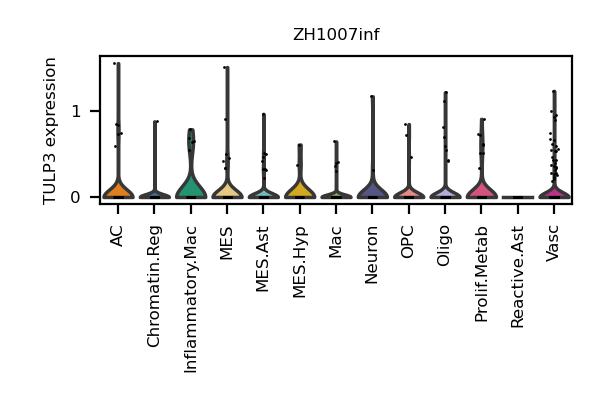 ZH1007inf
TULP3 expression
1
0
AC
Chromatin.Reg
Inflammatory.Mac
MES
MES.Ast
MES.Hyp
Mac
Neuron
OPC
Oligo
Prolif.Metab
Reactive.Ast
Vasc